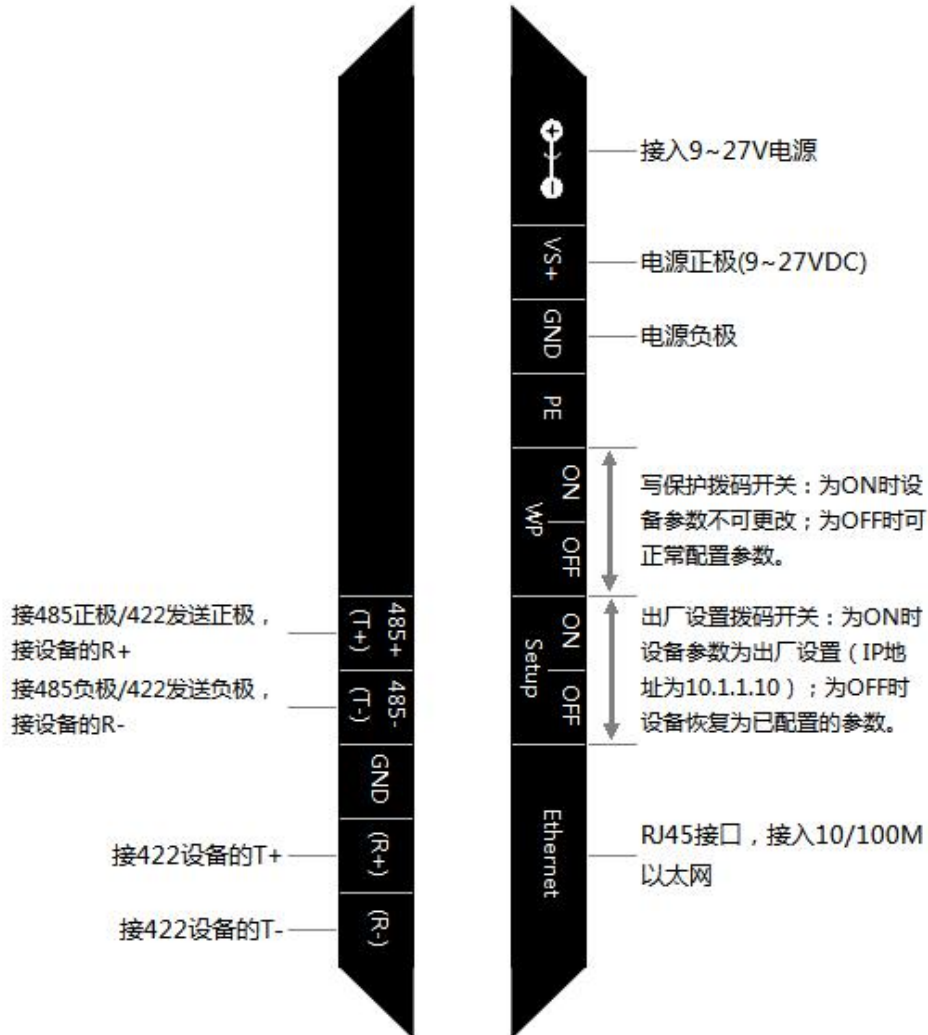 接入9~27V电源
VS+
电源正极(9~27VDC)
GND
电源负极
PE
ON
OFF
WP
写保护拨码开关：为ON时设
备参数不可更改；为OFF时可
正常配置参数。
ON
OFF
Setup
出厂设置拨码开关：为ON时
设备参数为出厂设置（IP地
址为10.1.1.10）；为OFF时
设备恢复为已配置的参数。
Ethernet
RJ45接口，接入10/100M
以太网
接485正极/422发送正极，
接设备的R+
485+
(T+)
接485负极/422发送负极，
接设备的R-
485-
(T-)
GND
接422设备的T+
(R+)
接422设备的T-
(R-)